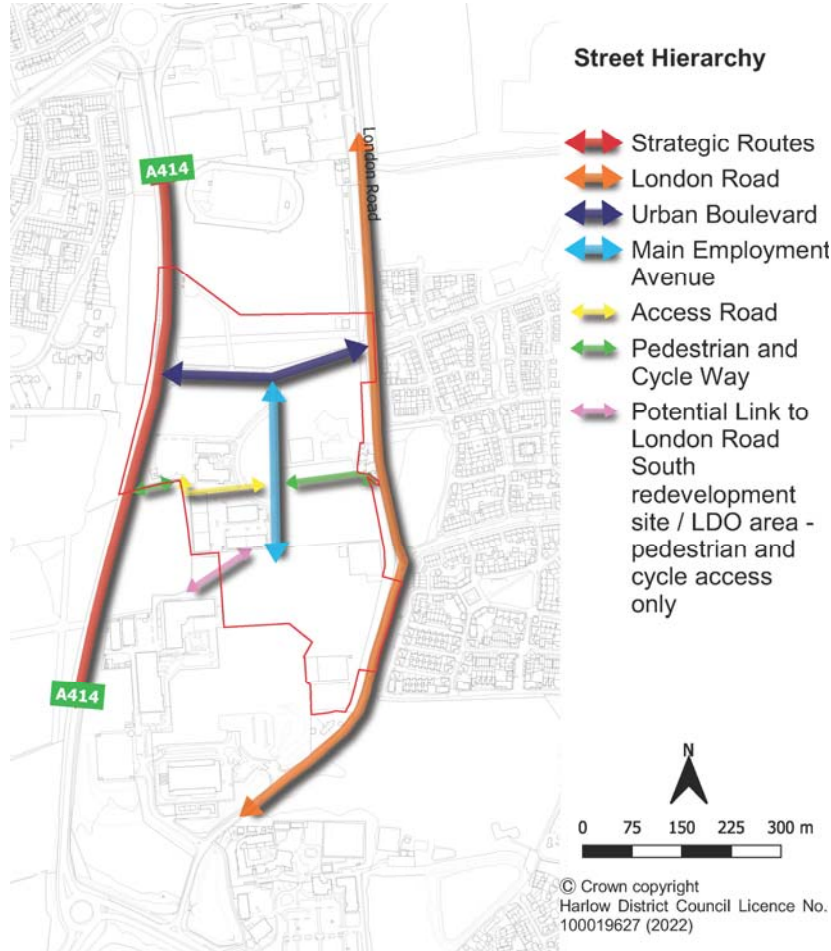 Street Hierarchy
A414
London Road
Strategic Routes
London Road
Urban Boulevard
Main Employment
Avenue
Access Road
Pedestrian and
Cycle Way
Potential Link to
London Road
South
redevelopment
site / LDO area -
pedestrian and
cycle access
only
A414
N
0 75 150 225 300 m
© Crown copyright
Harlow District Council Licence No.
100019627 (2022)